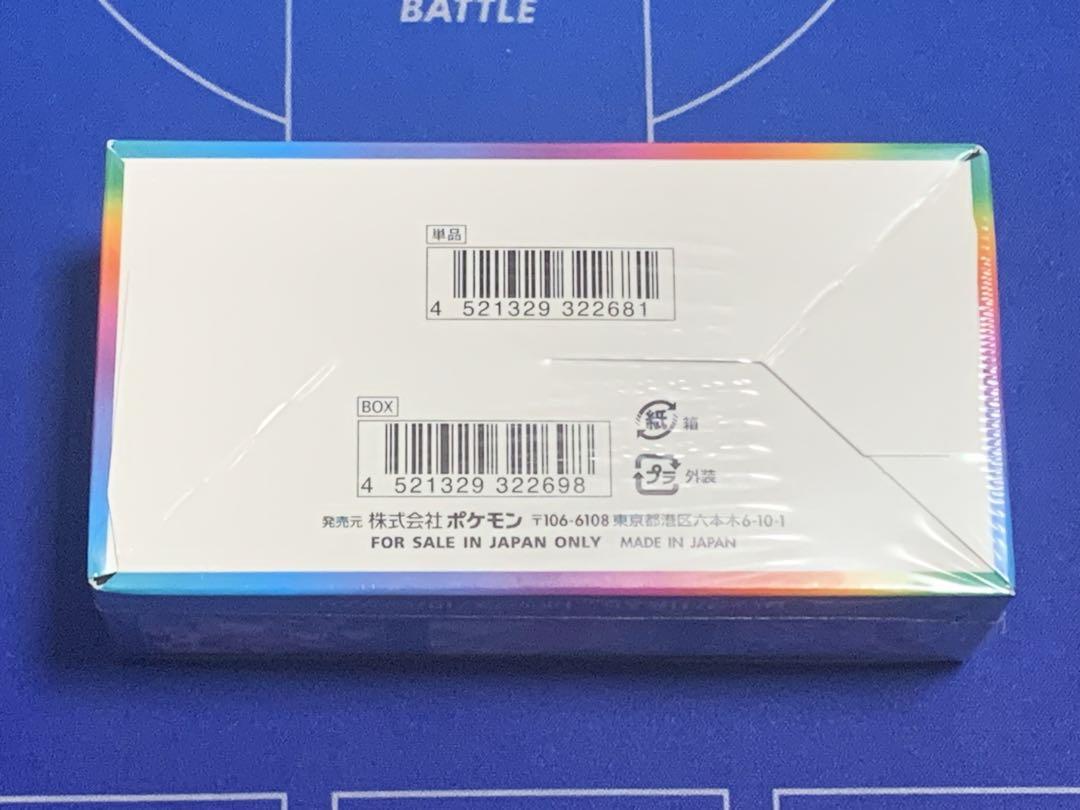 BATTLE
単品
4 521329 322681
BOX
4 521329 322698
紙 箱
プラ 外装
発売元 株式会社ポケモン 〒106-6108 東京都港区六本木6-10-1
FOR SALE IN JAPAN ONLY MADE IN JAPAN